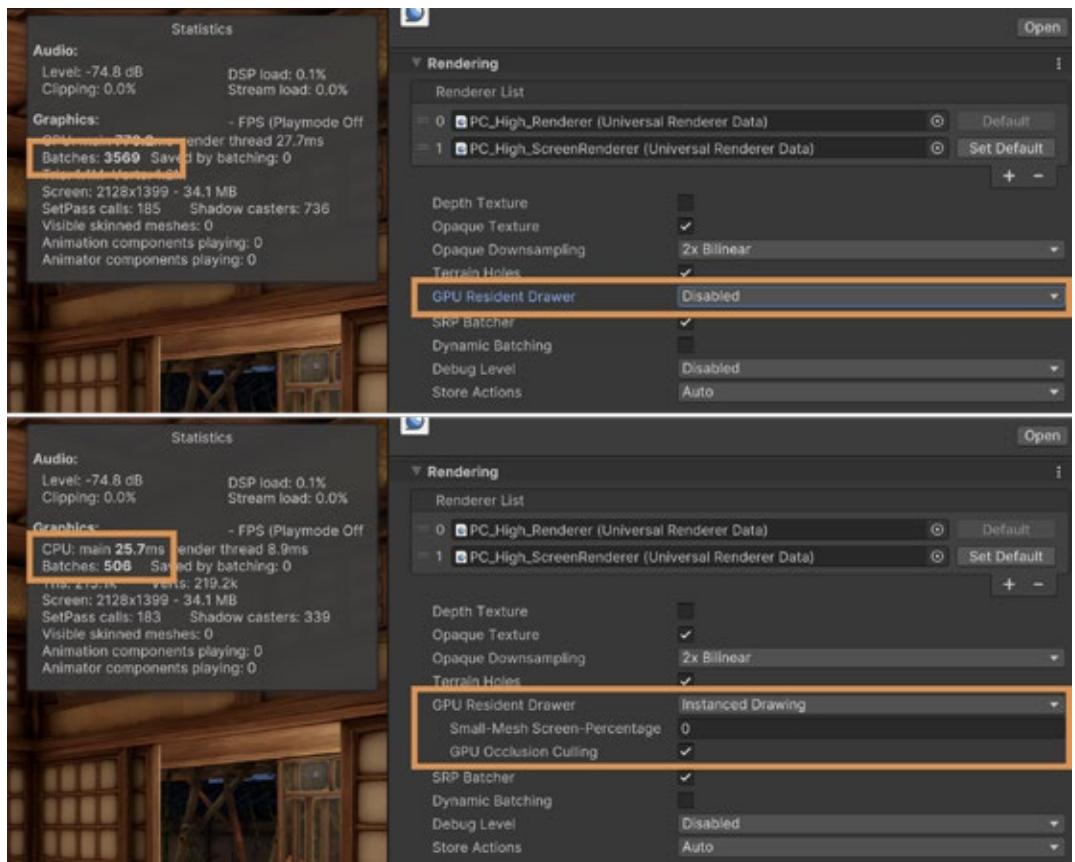 Statistics
Audio:
Level: -74.8 dB DSP load: 0.1%
Clipping: 0.0% Stream load: 0.0%
Graphics: - FPS (Playmode Off
CPU: main ender thread 27.7ms
Batches: 3569 Saved by batching: 0
Screen: 2128x1399 - 34.1 MB
SetPass calls: 185 Shadow casters: 736
Visible skinned meshes: 0
Animation components playing: 0
Animator components playing: 0
Open
Rendering
Renderer List
0 PC_High_Renderer (Universal Renderer Data) Default
1 PC_High_ScreenRenderer (Universal Renderer Data) Set Default
+ -
Depth Texture
Opaque Texture
Opaque Downsampling 2x Bilinear
Terrain Holes
GPU Resident Drawer Disabled
SRP Batcher
Dynamic Batching
Debug Level Disabled
Store Actions Auto
Statistics
Audio:
Level: -74.8 dB DSP load: 0.1%
Clipping: 0.0% Stream load: 0.0%
Graphics: - FPS (Playmode Off
CPU: main 25.7ms ender thread 8.9ms
Batches: 506 Saved by batching: 0
Verts: 219.2k
Screen: 2128x1399 - 34.1 MB
SetPass calls: 183 Shadow casters: 339
Visible skinned meshes: 0
Animation components playing: 0
Animator components playing: 0
Open
Rendering
Renderer List
0 PC_High_Renderer (Universal Renderer Data) Default
1 PC_High_ScreenRenderer (Universal Renderer Data) Set Default
+ -
Depth Texture
Opaque Texture
Opaque Downsampling 2x Bilinear
Terrain Holes
GPU Resident Drawer Instanced Drawing
Small-Mesh Screen-Percentage 0
GPU Occlusion Culling
SRP Batcher
Dynamic Batching
Debug Level Disabled
Store Actions Auto